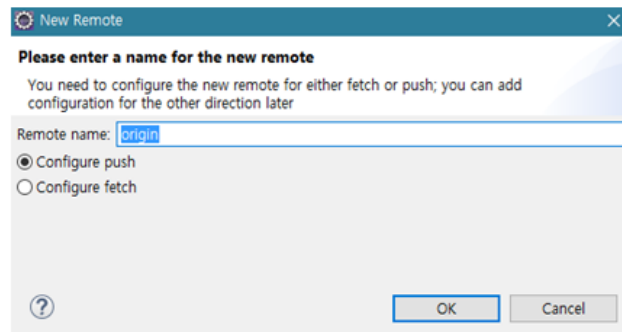 New Remote
Please enter a name for the new remote
You need to configure the new remote for either fetch or push; you can add
configuration for the other direction later
Remote name: origin
Configure push
Configure fetch
OK
Cancel